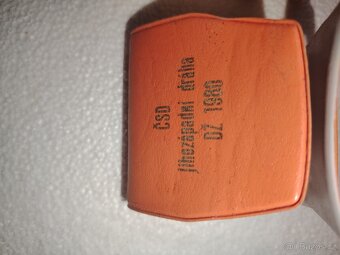 ČSD
jihozápadní dráha
DZ 1980